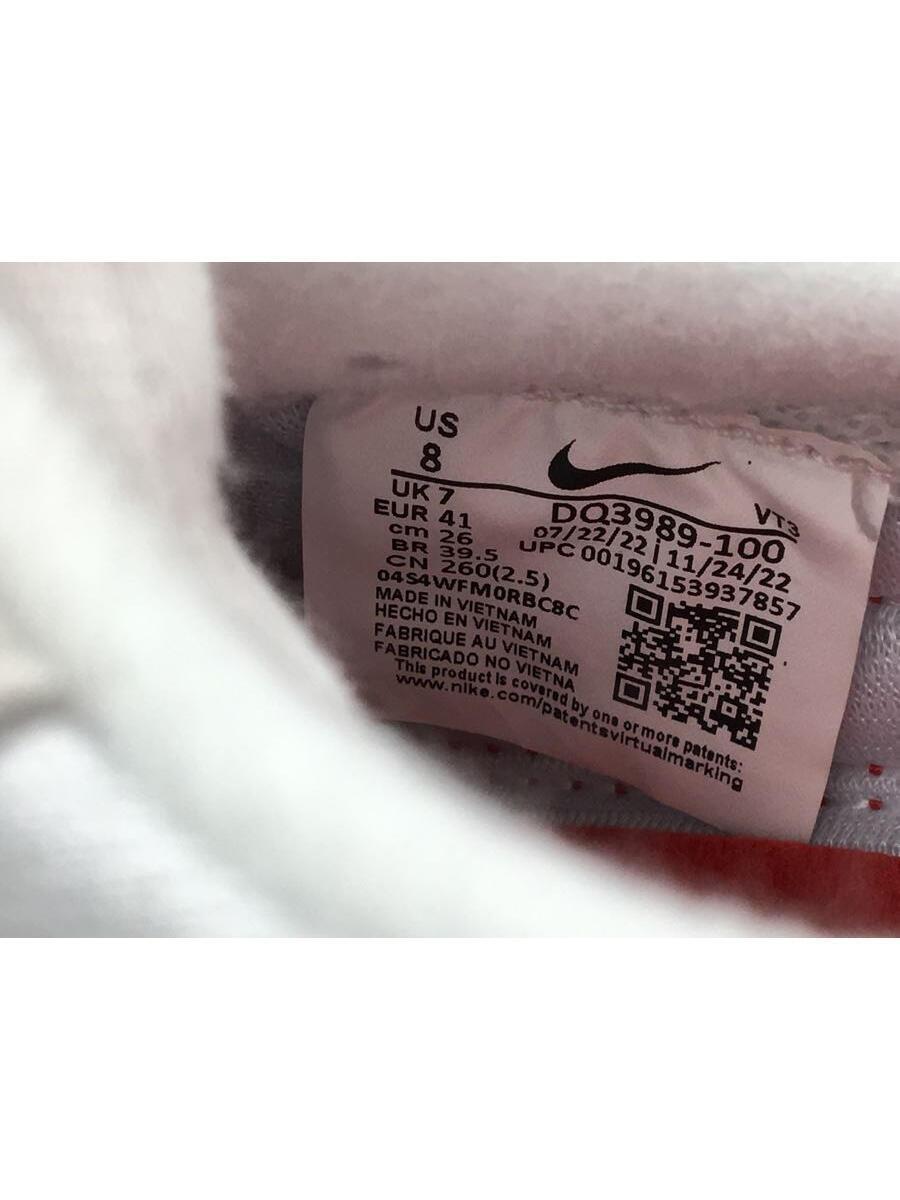 US
8
UK 7
EUR 41
cm 26
BR 39.5
CN 260(2.5)
04S4WFM0RBC8C
MADE IN VIETNAM
HECHO EN VIETNAM
FABRIQUE AU VIETNAM
FABRICADO NO VIETNA
This product is covered by one or more patents:
www.nike.com/patentsvirtualmarking
VT3
DQ3989-100
07/22/22 | 11/24/22
UPC 00196153937857